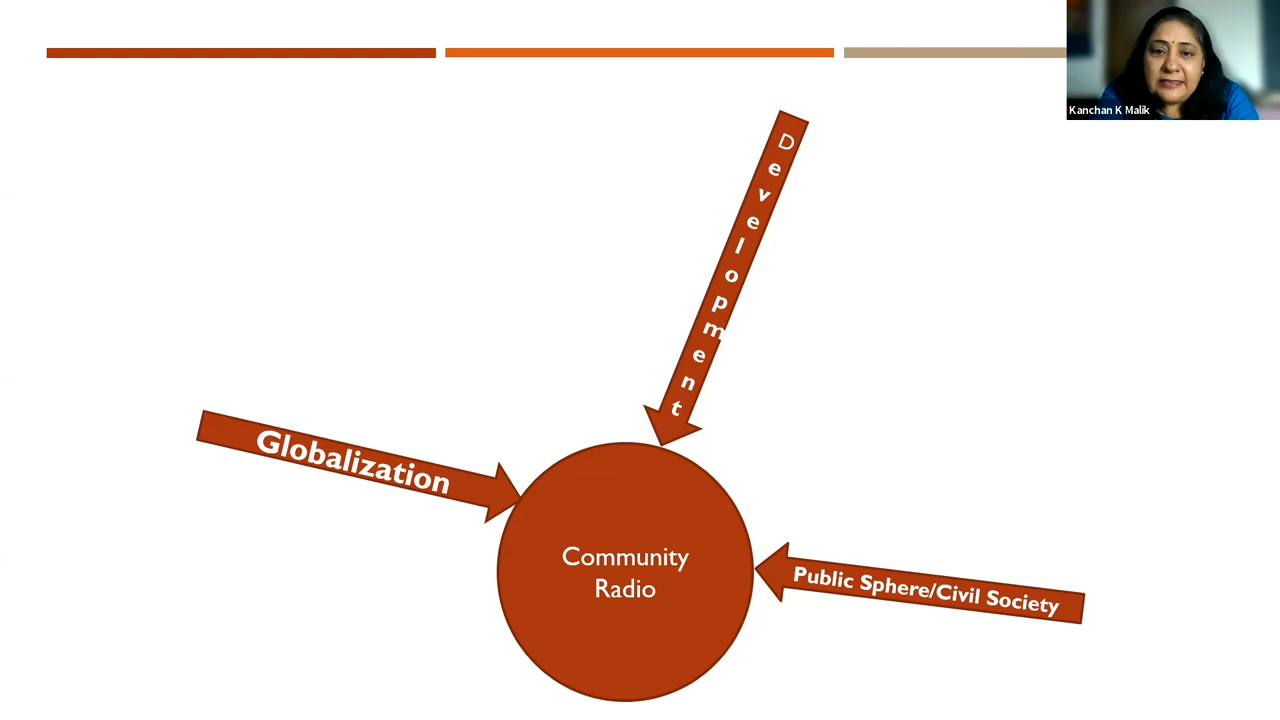 Kanchan K Malik
Development
Globalization
Community
Radio
Public Sphere/Civil Society